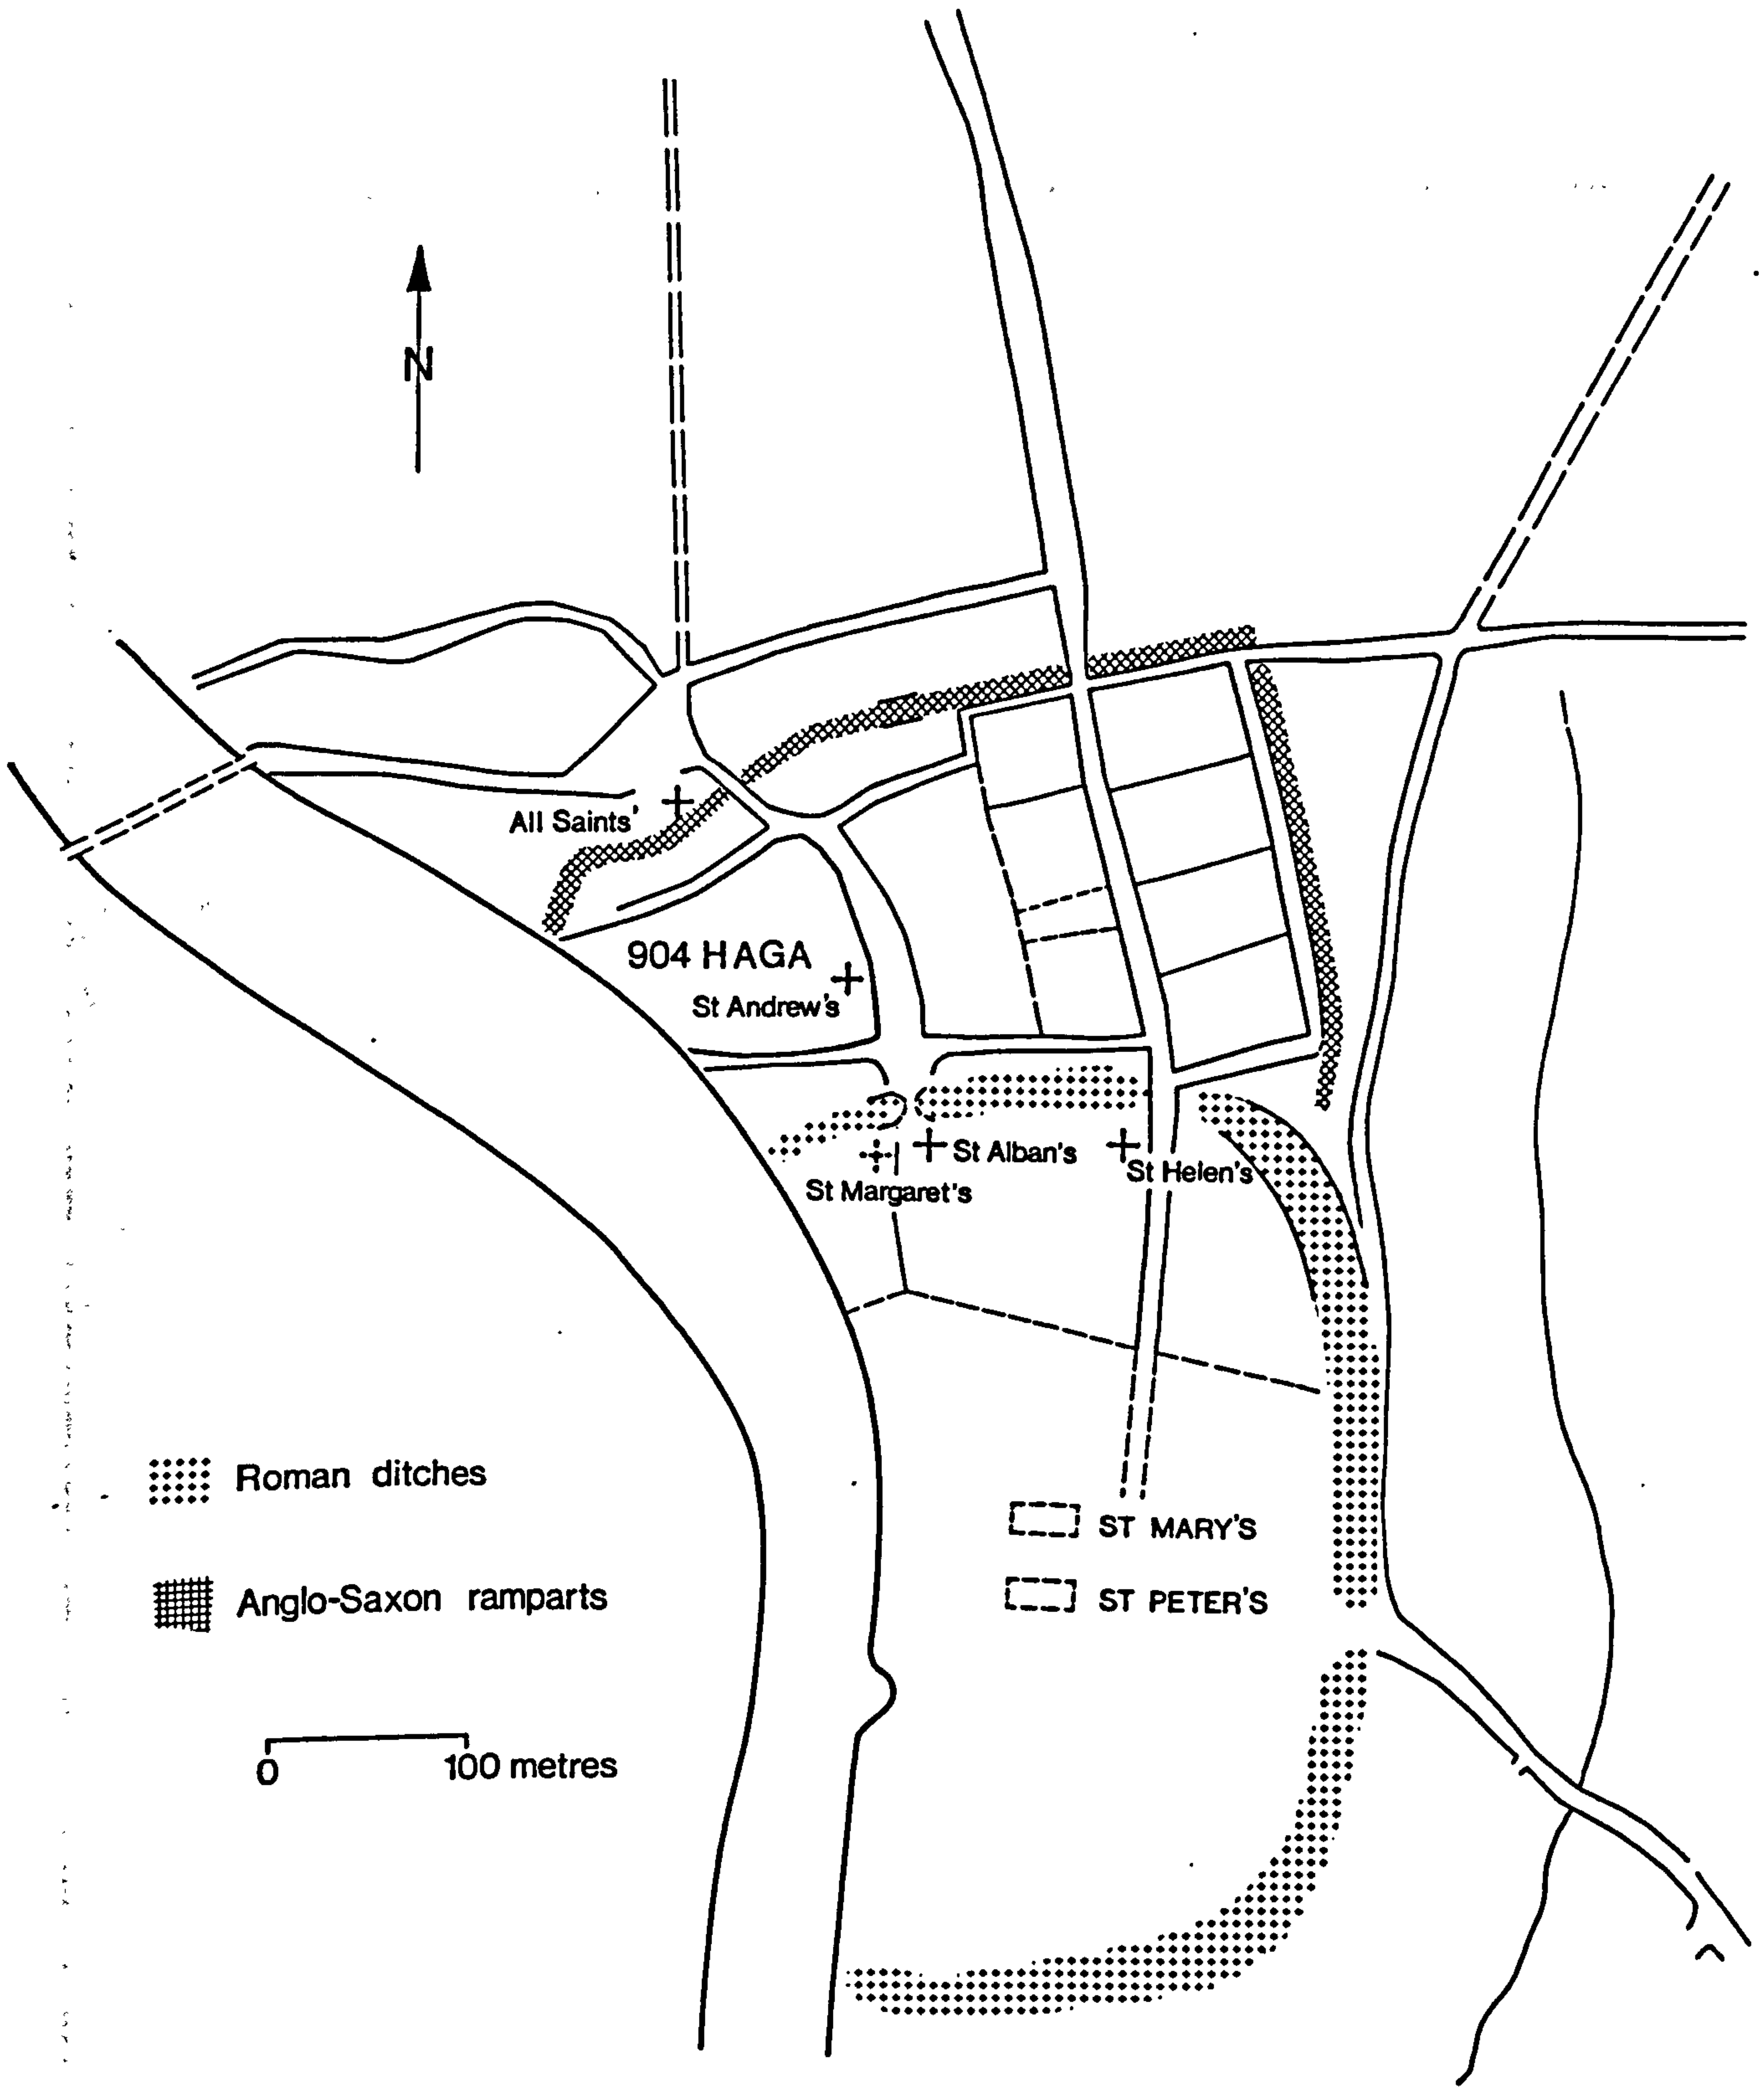 N
All Saints'
904 HAGA
St Andrew's
St Alban's
St Helen's
St Margaret's
Roman ditches
ST MARY'S
Anglo-Saxon ramparts
ST PETER'S
0
100 metres